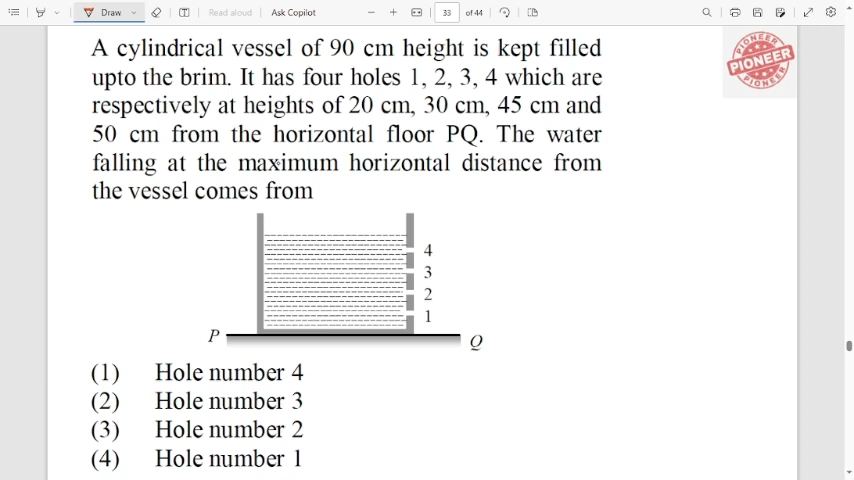 Draw
Read aloud
Ask Copilot
33
of 44
A cylindrical vessel of 90 cm height is kept filled
upto the brim. It has four holes 1, 2, 3, 4 which are
respectively at heights of 20 cm, 30 cm, 45 cm and
50 cm from the horizontal floor PQ. The water
falling at the maximum horizontal distance from
the vessel comes from
PIONEER
PIONEER
PIONEER
4
3
2
1
P
Q
(1) Hole number 4
(2) Hole number 3
(3) Hole number 2
(4) Hole number 1